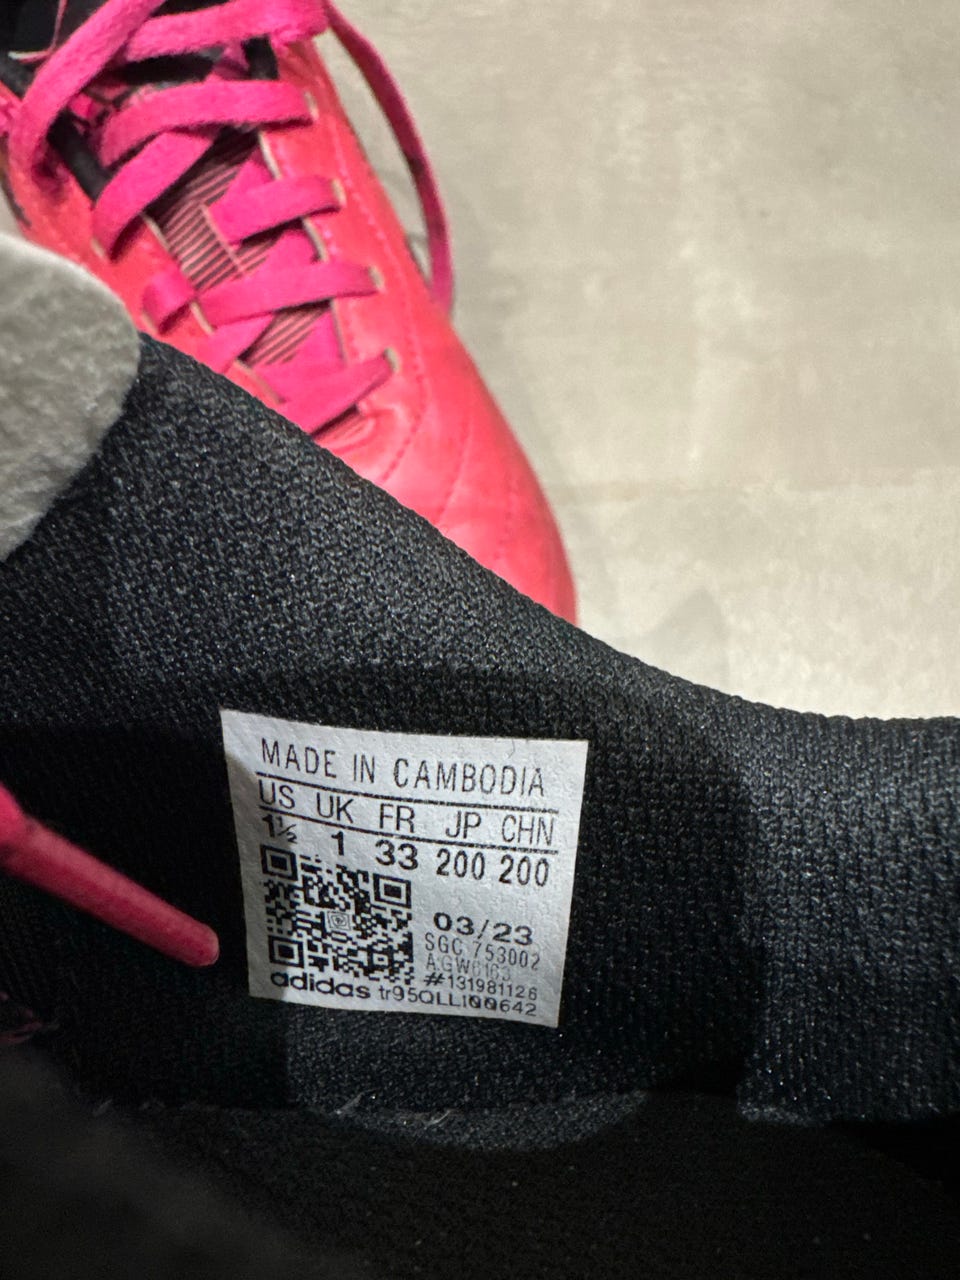 MADE IN CAMBODIA
US UK FR JP CHN
1½ 1 33 200 200
03/23
SGC 753002
A:GW6163
#131981126
adidas tr95QLL100642